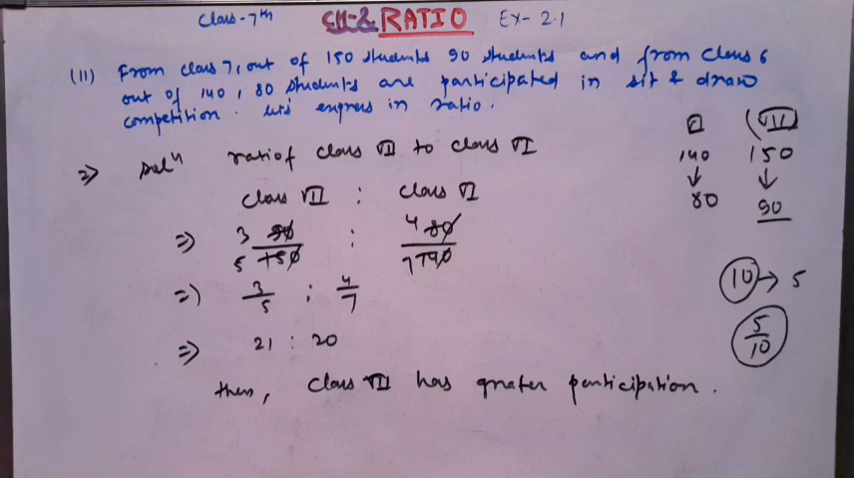 Class-7th CH-2 RATIO Ex-2.1
(11) From class 7, out of 150 students 90 students and from class 6
out of 140, 80 students are participated in sit & draw
competition. let's express in ratio.
⇒ Solⁿ ratio of class VII to class VI
class VII : class VI
⇒ 3 90 / 5 150 : 4 80 / 7 140
⇒ 3/5 : 4/7
⇒ 21 : 20
then, class VII has greater participation.
VI VII
140 150
↓ ↓
80 90
10 → 5
5/10